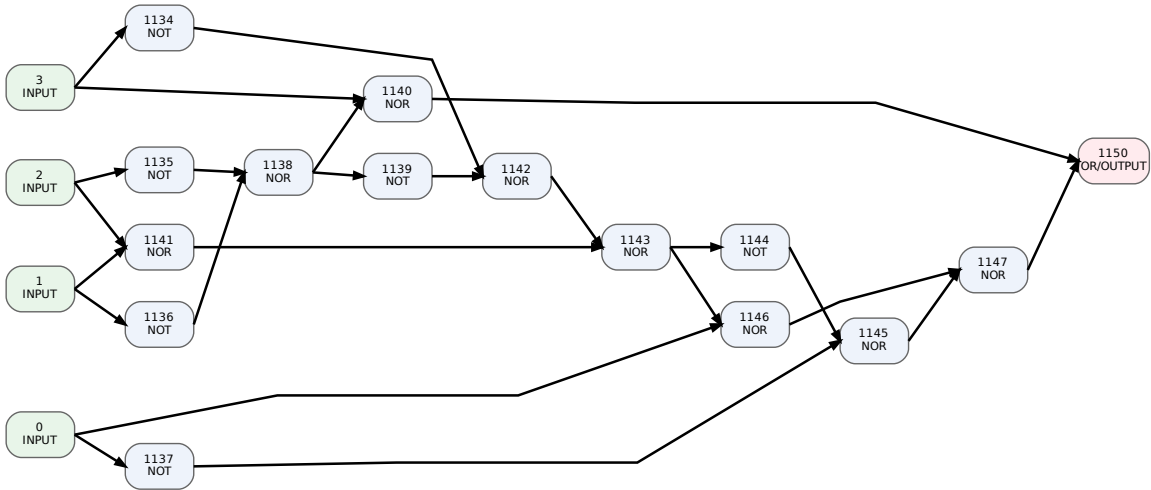 1134
NOT
3
INPUT
1140
NOR
1150
OR/OUTPUT
1135
NOT
1138
NOR
1139
NOT
1142
NOR
2
INPUT
1141
NOR
1143
NOR
1144
NOT
1147
NOR
1
INPUT
1136
NOT
1146
NOR
1145
NOR
0
INPUT
1137
NOT